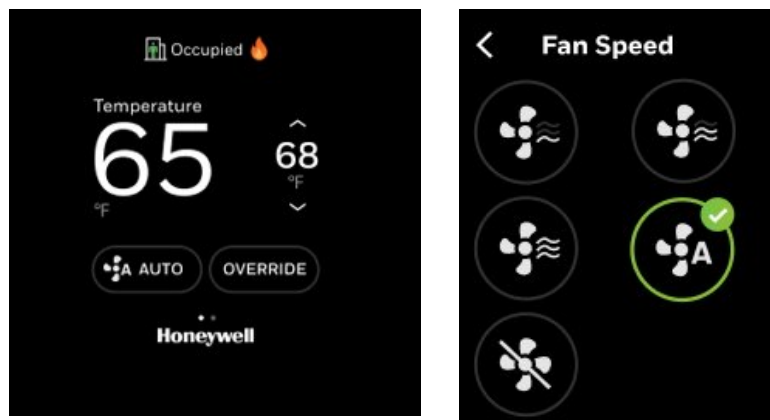 Occupied
Temperature
65
°F
68
°F
A AUTO
OVERRIDE
Honeywell
Fan Speed
A